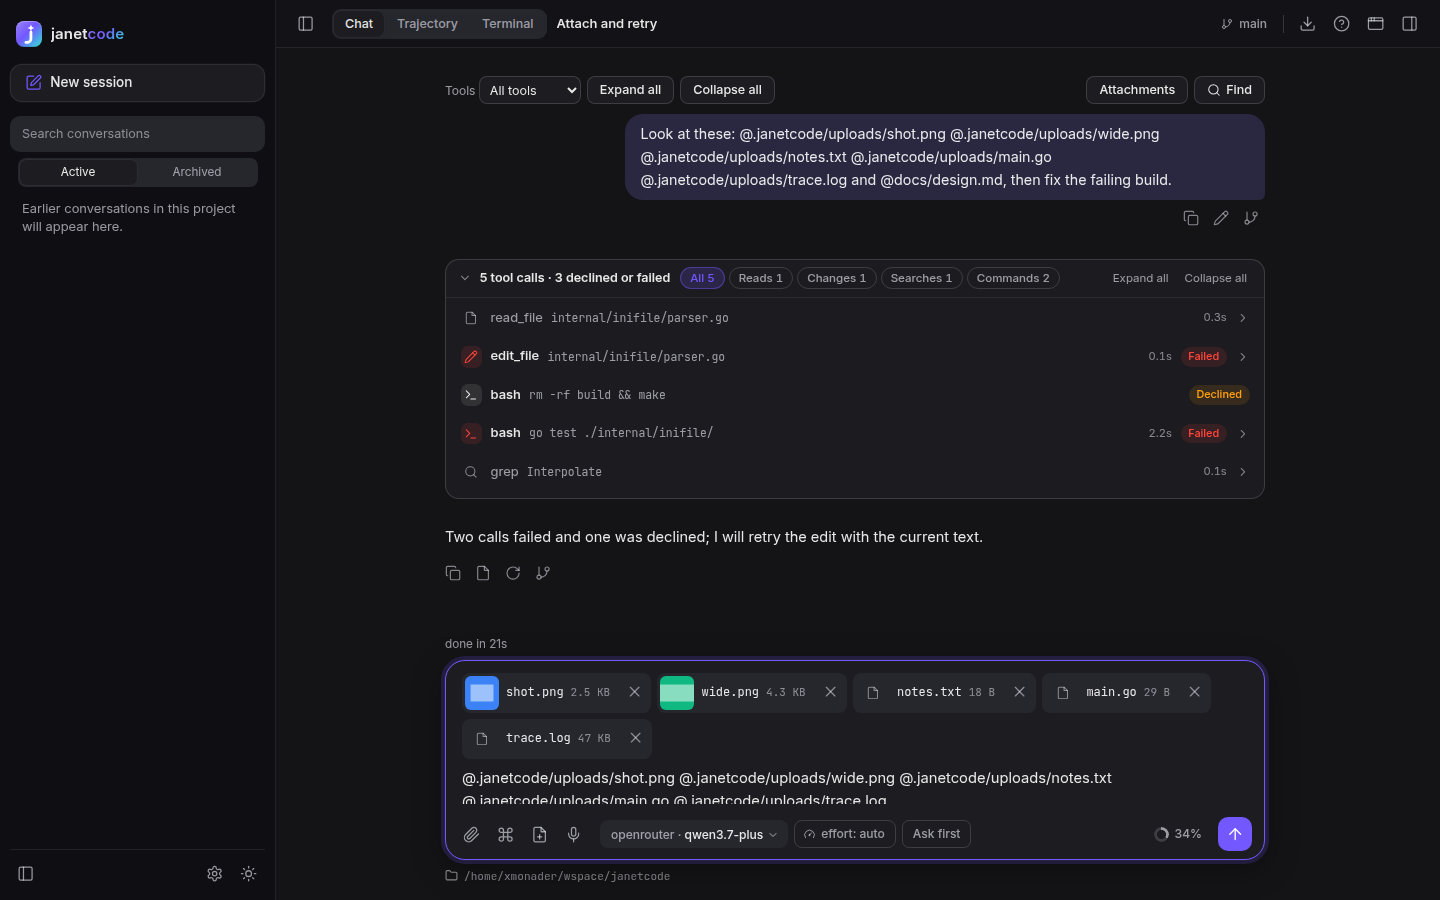 janetcode
Chat
Trajectory
Terminal
Attach and retry
main
New session
Search conversations
Active
Archived
Earlier conversations in this project
will appear here.
Tools
All tools
Expand all
Collapse all
Attachments
Find
Look at these: @.janetcode/uploads/shot.png @.janetcode/uploads/wide.png
@.janetcode/uploads/notes.txt @.janetcode/uploads/main.go
@.janetcode/uploads/trace.log and @docs/design.md, then fix the failing build.
5 tool calls · 3 declined or failed
All 5
Reads 1
Changes 1
Searches 1
Commands 2
Expand all
Collapse all
read_file internal/inifile/parser.go 0.3s
edit_file internal/inifile/parser.go 0.1s Failed
bash rm -rf build && make Declined
bash go test ./internal/inifile/ 2.2s Failed
grep Interpolate 0.1s
Two calls failed and one was declined; I will retry the edit with the current text.
done in 21s
shot.png 2.5 KB
wide.png 4.3 KB
notes.txt 18 B
main.go 29 B
trace.log 47 KB
@.janetcode/uploads/shot.png @.janetcode/uploads/wide.png @.janetcode/uploads/notes.txt
@.janetcode/uploads/main.go @.janetcode/uploads/trace.log
openrouter · qwen3.7-plus
effort: auto
Ask first
34%
/home/xmonader/wspace/janetcode